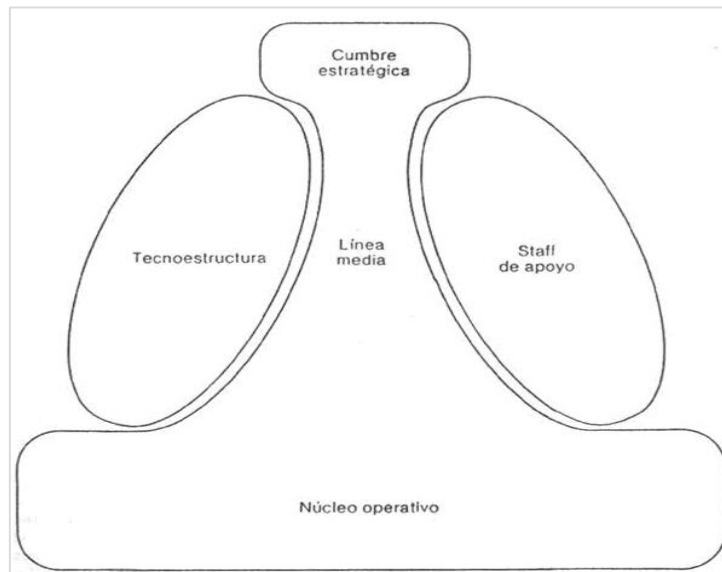 Cumbre
estratégica
Tecnoestructura
Línea
media
Staff
de apoyo
Núcleo operativo